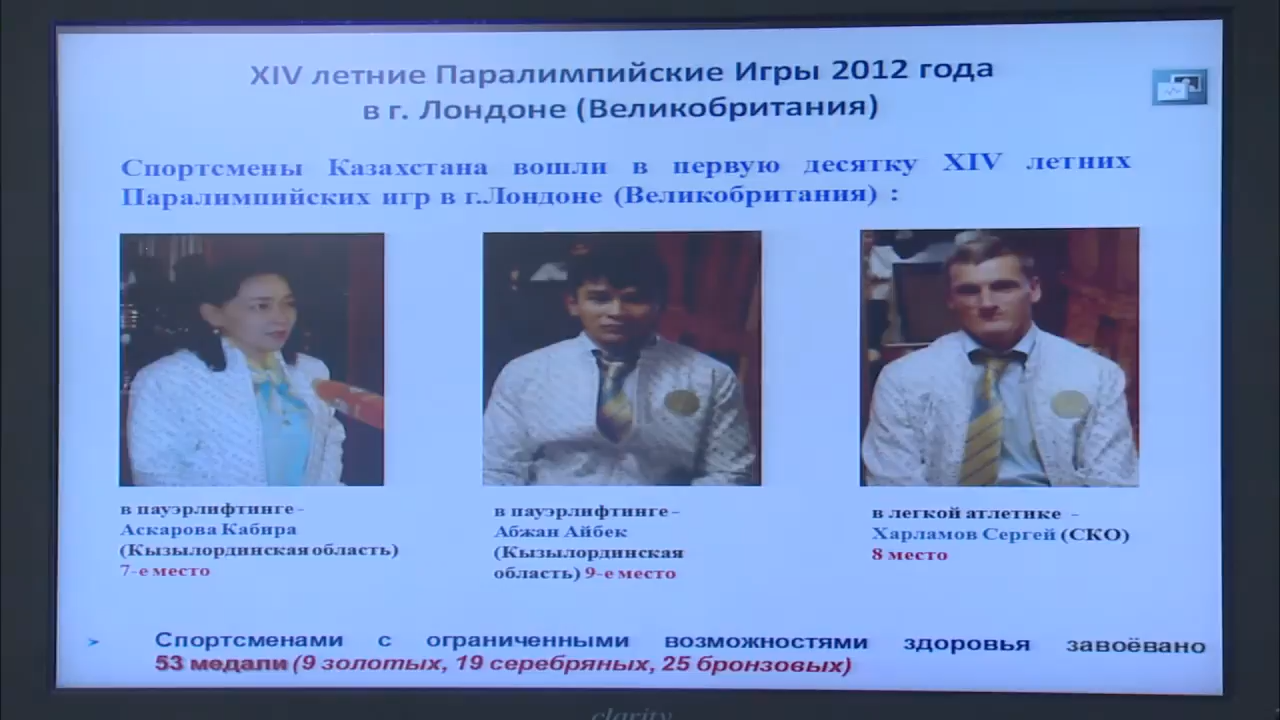 XIV летние Паралимпийские Игры 2012 года
в г. Лондоне (Великобритания)
Спортсмены Казахстана вошли в первую десятку XIV летних
Паралимпийских игр в г.Лондоне (Великобритания) :
в пауэрлифтинге -
Аскарова Кабира
(Кызылординская область)
7-е место
в пауэрлифтинге -
Абжан Айбек
(Кызылординская
область) 9-е место
в легкой атлетике -
Харламов Сергей (СКО)
8 место
Спортсменами с ограниченными возможностями здоровья завоёвано
53 медали (9 золотых, 19 серебряных, 25 бронзовых)
clarity